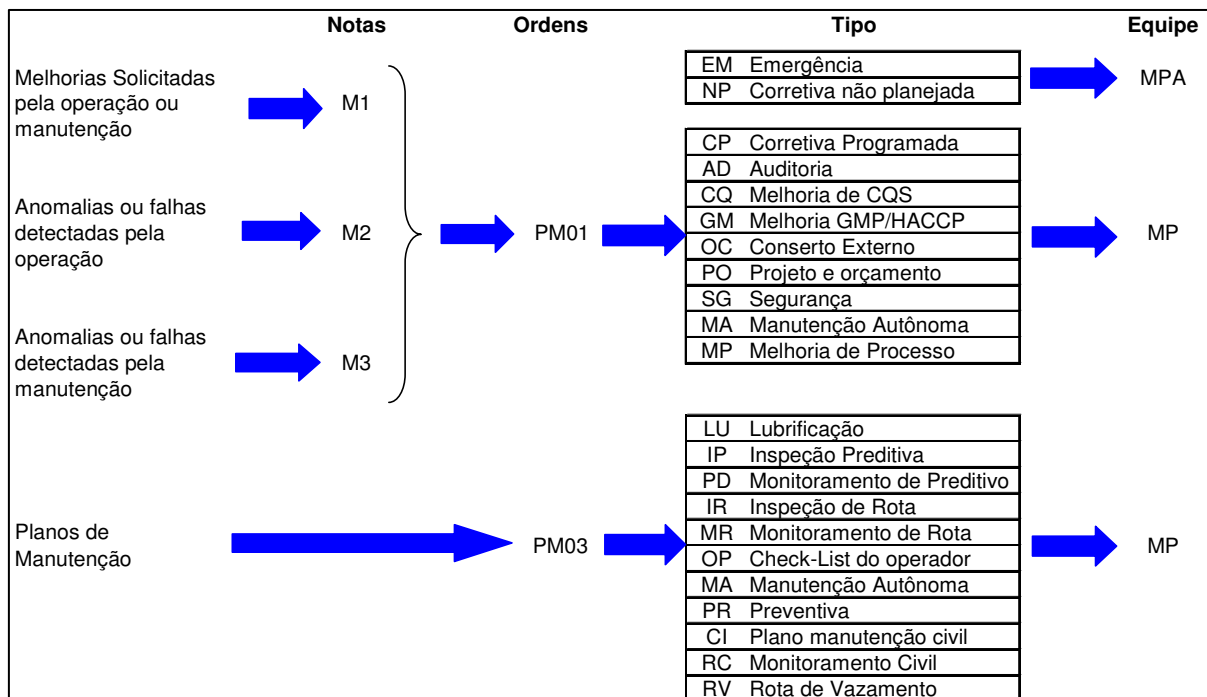 Notas Ordens Tipo Equipe
Melhorias Solicitadas
pela operação ou
manutenção
M1
Anomalias ou falhas
detectadas pela
operação
M2
Anomalias ou falhas
detectadas pela
manutenção
M3
PM01
EM Emergência
NP Corretiva não planejada
MPA
CP Corretiva Programada
AD Auditoria
CQ Melhoria de CQS
GM Melhoria GMP/HACCP
OC Conserto Externo
PO Projeto e orçamento
SG Segurança
MA Manutenção Autônoma
MP Melhoria de Processo
MP
Planos de
Manutenção
PM03
LU Lubrificação
IP Inspeção Preditiva
PD Monitoramento de Preditivo
IR Inspeção de Rota
MR Monitoramento de Rota
OP Check-List do operador
MA Manutenção Autônoma
PR Preventiva
CI Plano manutenção civil
RC Monitoramento Civil
RV Rota de Vazamento
MP